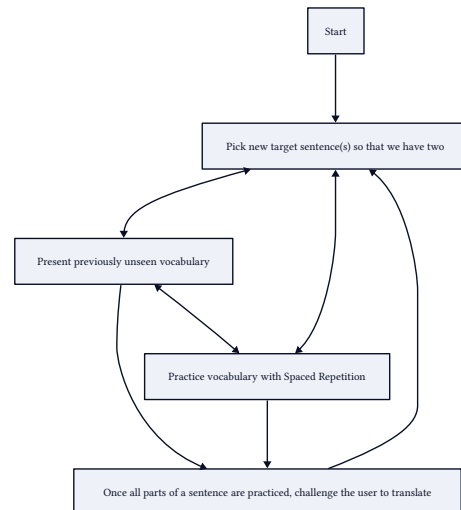 Start
Pick new target sentence(s) so that we have two
Present previously unseen vocabulary
Practice vocabulary with Spaced Repetition
Once all parts of a sentence are practiced, challenge the user to translate